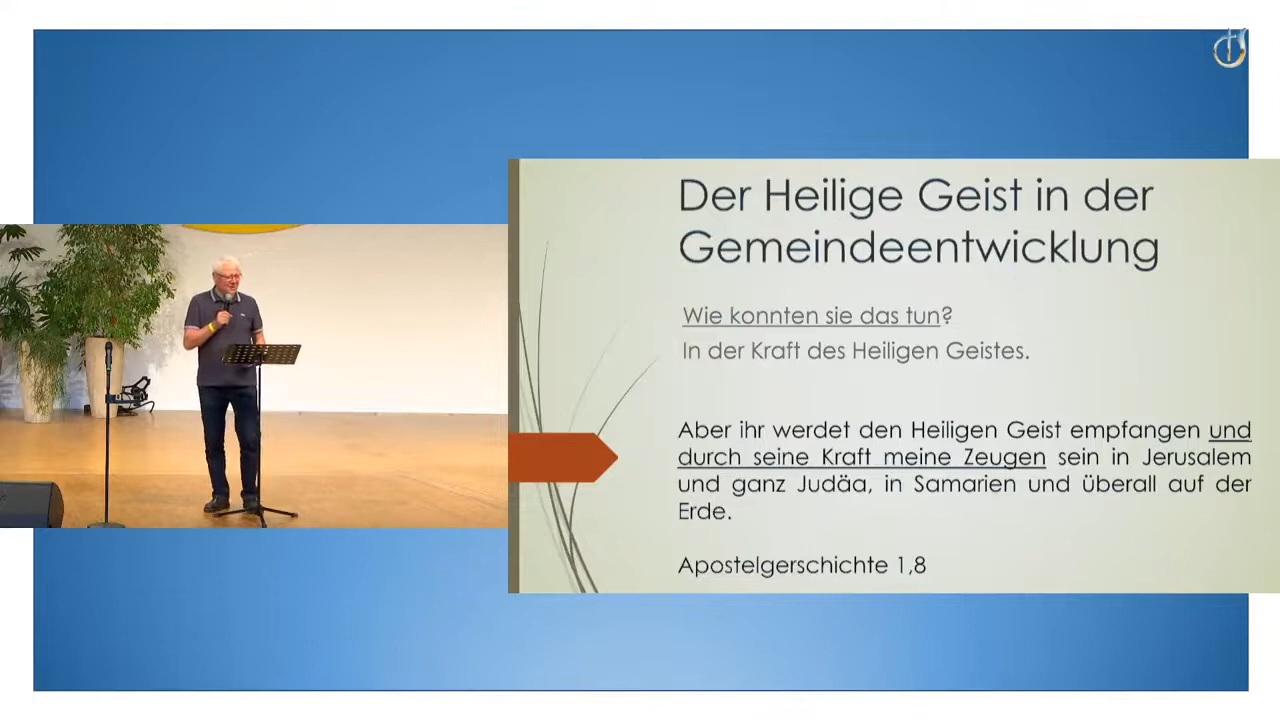 Der Heilige Geist in der
Gemeindeentwicklung
Wie konnten sie das tun?
In der Kraft des Heiligen Geistes.
Aber ihr werdet den Heiligen Geist empfangen und
durch seine Kraft meine Zeugen sein in Jerusalem
und ganz Judäa, in Samarien und überall auf der
Erde.
Apostelgerschichte 1,8